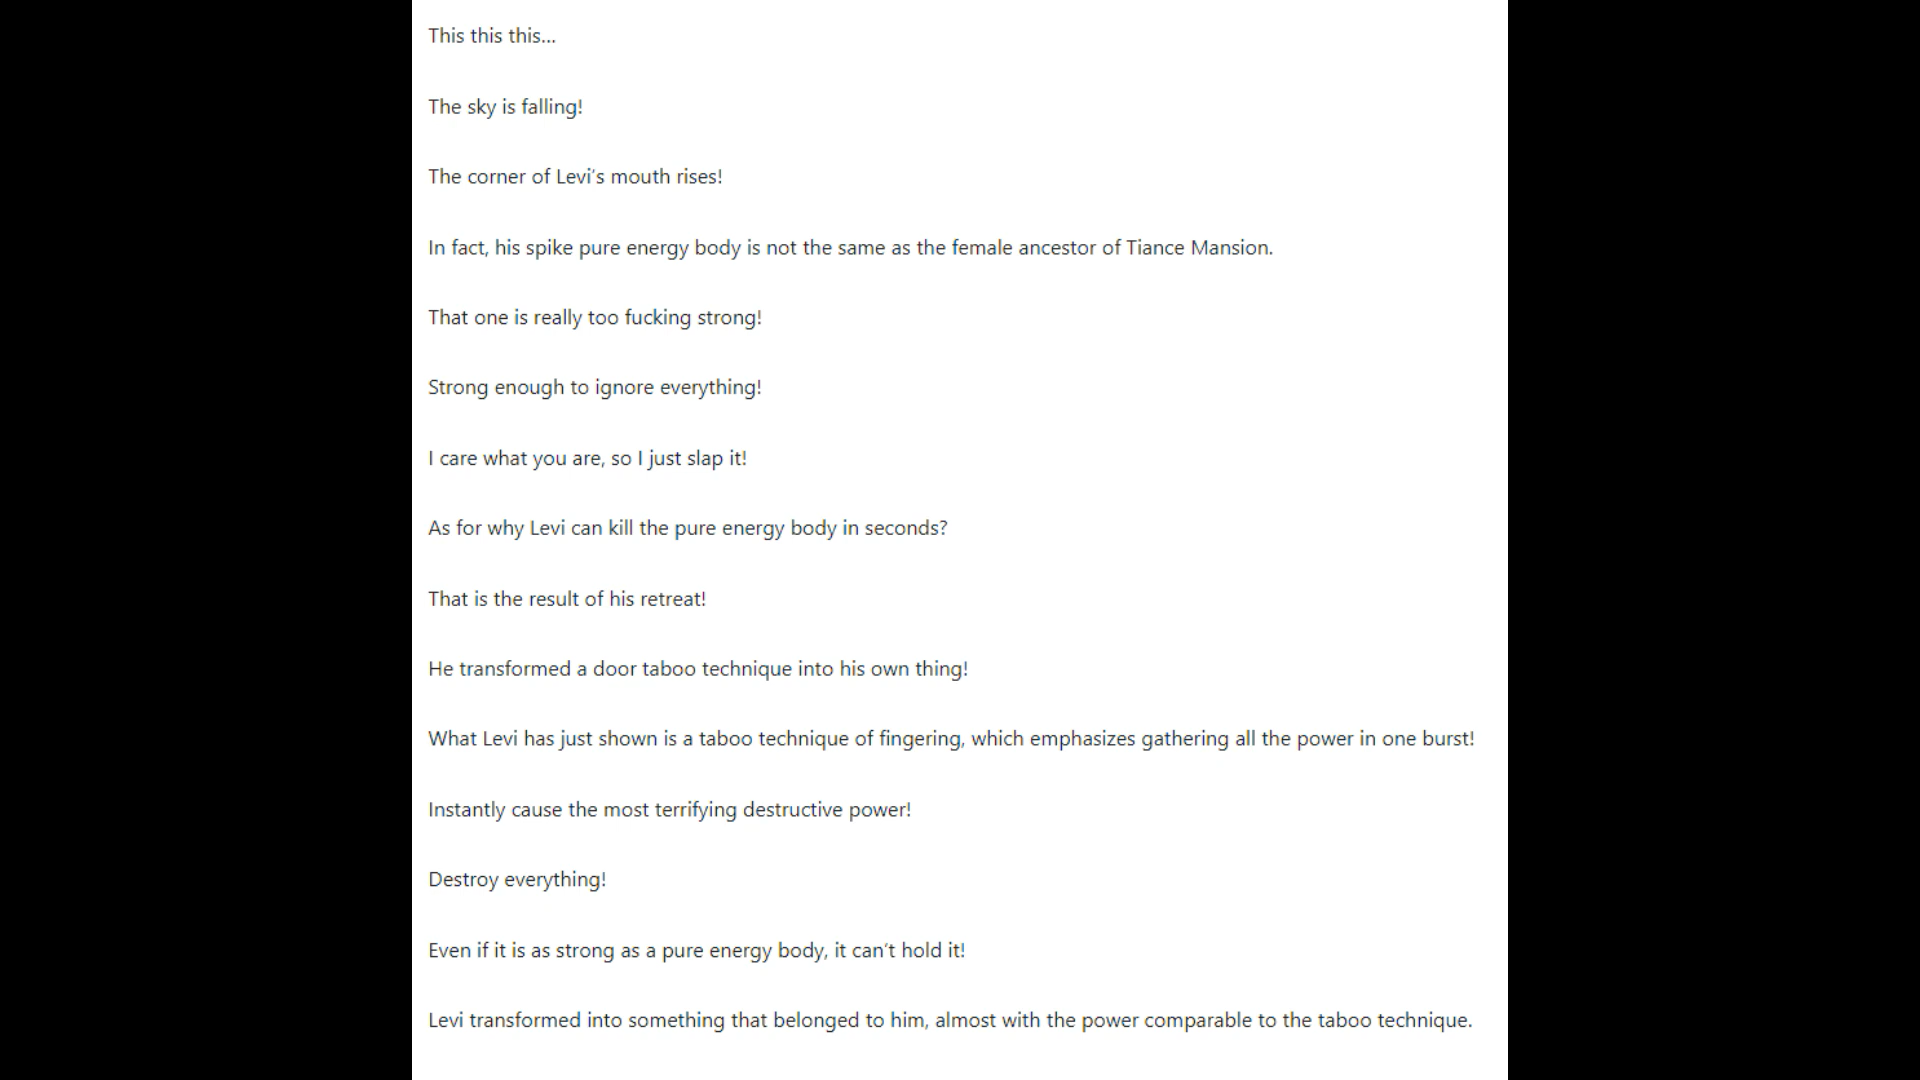 This this this...
The sky is falling!
The corner of Levi's mouth rises!
In fact, his spike pure energy body is not the same as the female ancestor of Tiance Mansion.
That one is really too fucking strong!
Strong enough to ignore everything!
I care what you are, so I just slap it!
As for why Levi can kill the pure energy body in seconds?
That is the result of his retreat!
He transformed a door taboo technique into his own thing!
What Levi has just shown is a taboo technique of fingering, which emphasizes gathering all the power in one burst!
Instantly cause the most terrifying destructive power!
Destroy everything!
Even if it is as strong as a pure energy body, it can't hold it!
Levi transformed into something that belonged to him, almost with the power comparable to the taboo technique.